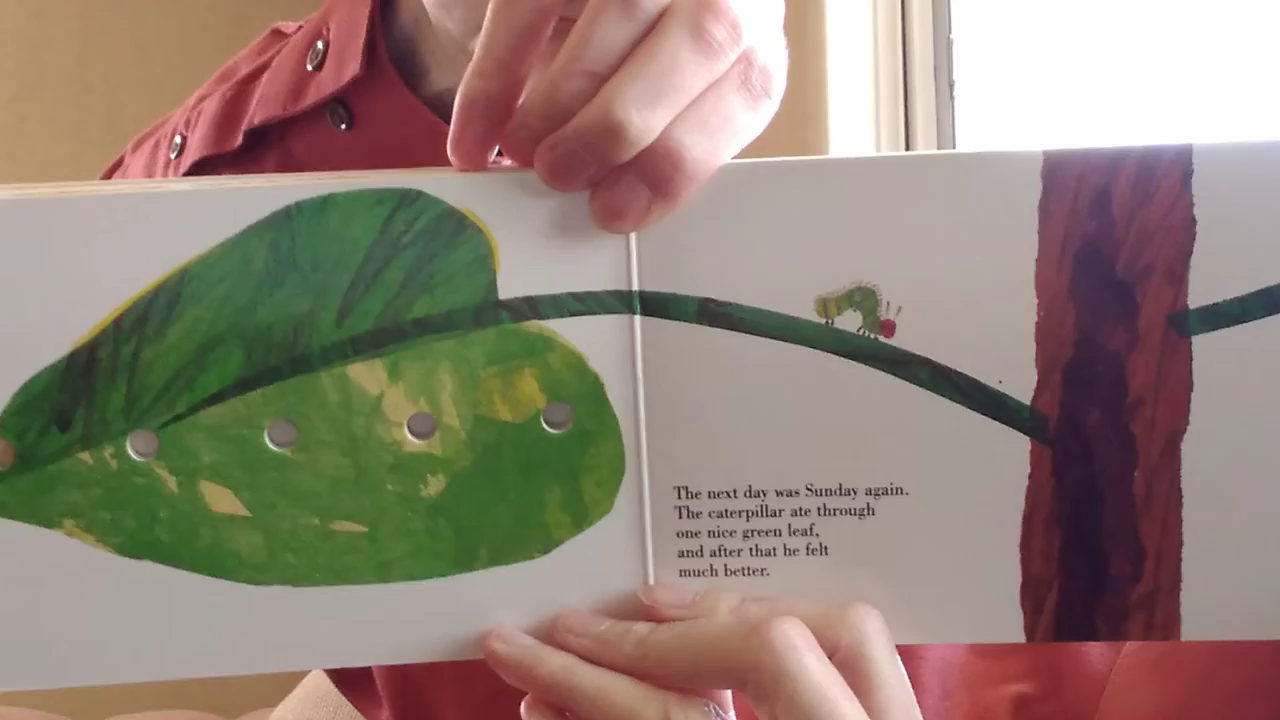 The next day was Sunday again.
The caterpillar ate through
one nice green leaf,
and after that he felt
much better.